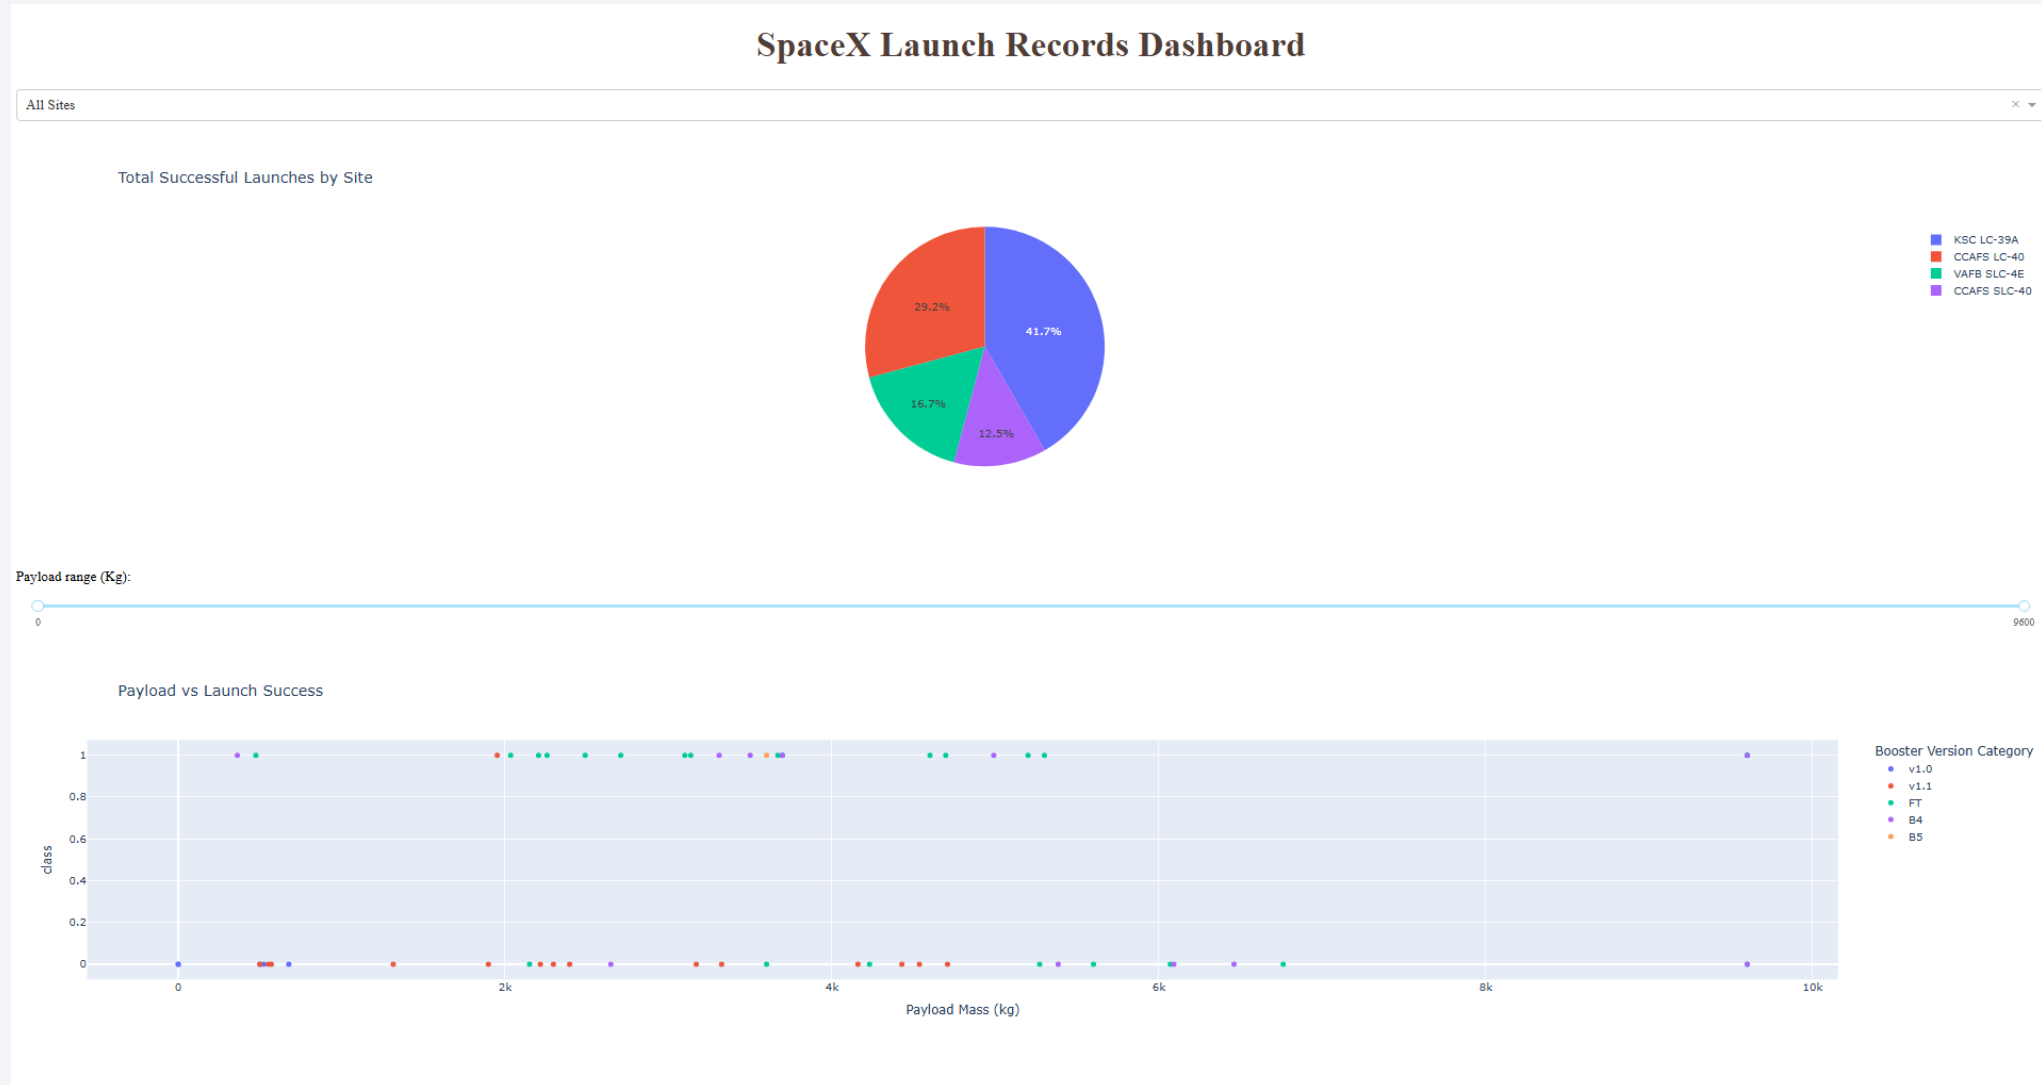 SpaceX Launch Records Dashboard
All Sites
×
Total Successful Launches by Site
KSC LC-39A
CCAFS LC-40
VAFB SLC-4E
CCAFS SLC-40
29.2%
41.7%
16.7%
12.5%
Payload range (Kg):
0
9600
Payload vs Launch Success
Booster Version Category
v1.0
v1.1
FT
B4
B5
class
1
0.8
0.6
0.4
0.2
0
0
2k
4k
6k
8k
10k
Payload Mass (kg)